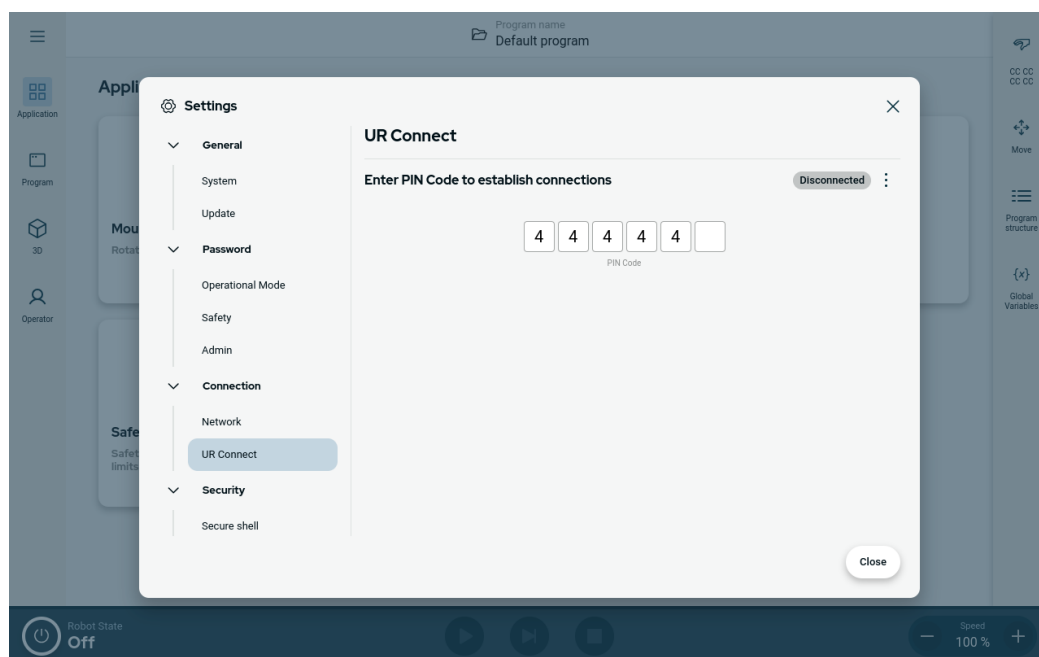 Program name
Default program
Application
Program
3D
Operator
Appli
Mou
Rotat
Safe
Safet
limits
Settings
General
System
Update
Password
Operational Mode
Safety
Admin
Connection
Network
UR Connect
Security
Secure shell
UR Connect
Enter PIN Code to establish connections
Disconnected
4 4 4 4 4
PIN Code
Close
CC CC
CC CC
Move
Program
structure
{x}
Global
Variables
Robot State
Off
Speed
100 %